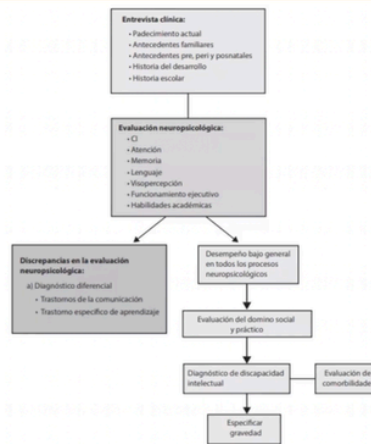 Entrevista clínica:
• Padecimiento actual
• Antecedentes familiares
• Antecedentes pre, peri y posnatales
• Historia del desarrollo
• Historia escolar
Evaluación neuropsicológica:
• CI
• Atención
• Memoria
• Lenguaje
• Visopercepción
• Funcionamiento ejecutivo
• Habilidades académicas
Discrepancias en la evaluación
neuropsicológica:
a) Diagnóstico diferencial
• Trastornos de la comunicación
• Trastorno específico de aprendizaje
Desempeño bajo general
en todos los procesos
neuropsicológicos
Evaluación del domino social
y práctico
Diagnóstico de discapacidad
intelectual
Evaluación de
comorbilidade
Especificar
gravedad